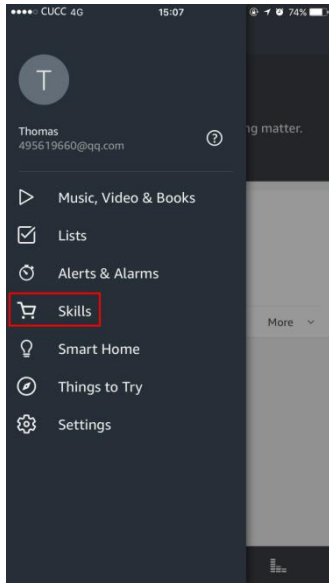 CUCC 4G 15:07 74%
T
Thomas
495619660@qq.com
?
ng matter.
Music, Video & Books
Lists
Alerts & Alarms
Skills
More
Smart Home
Things to Try
Settings